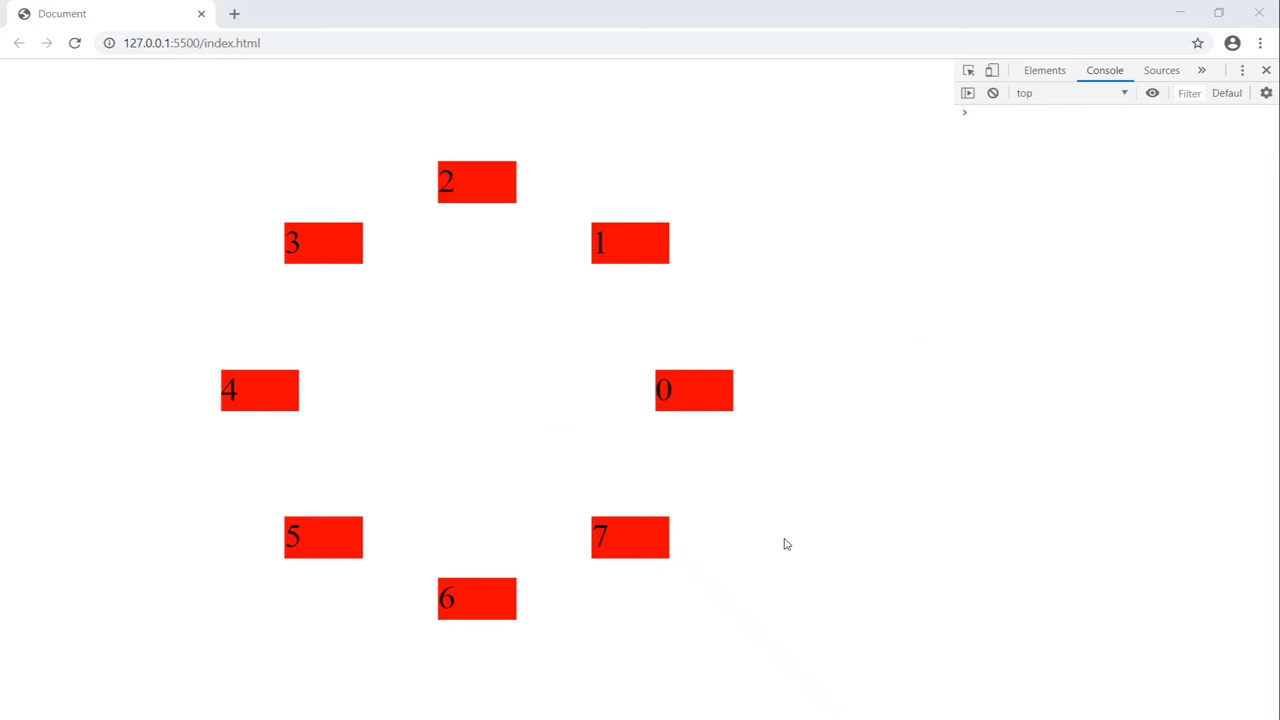 Document
127.0.0.1:5500/index.html
Elements Console Sources »
top Filter Defaul
2
3 1
4 0
5 7
6